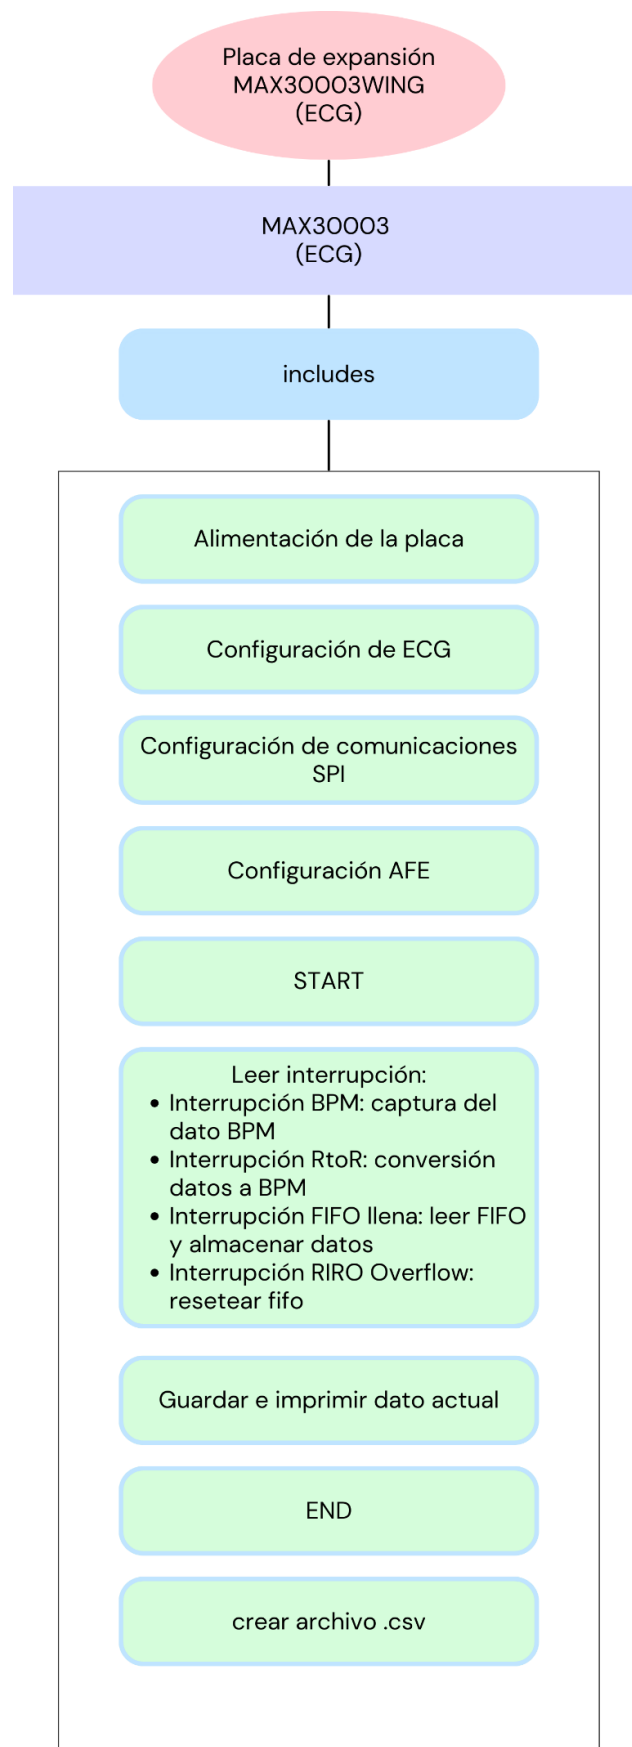 Placa de expansión
MAX30003WING
(ECG)
MAX30003
(ECG)
includes
Alimentación de la placa
Configuración de ECG
Configuración de comunicaciones
SPI
Configuración AFE
START
Leer interrupción:
• Interrupción BPM: captura del
dato BPM
• Interrupción RtoR: conversión
datos a BPM
• Interrupción FIFO llena: leer FIFO
y almacenar datos
• Interrupción RIRO Overflow:
resetear fifo
Guardar e imprimir dato actual
END
crear archivo .csv